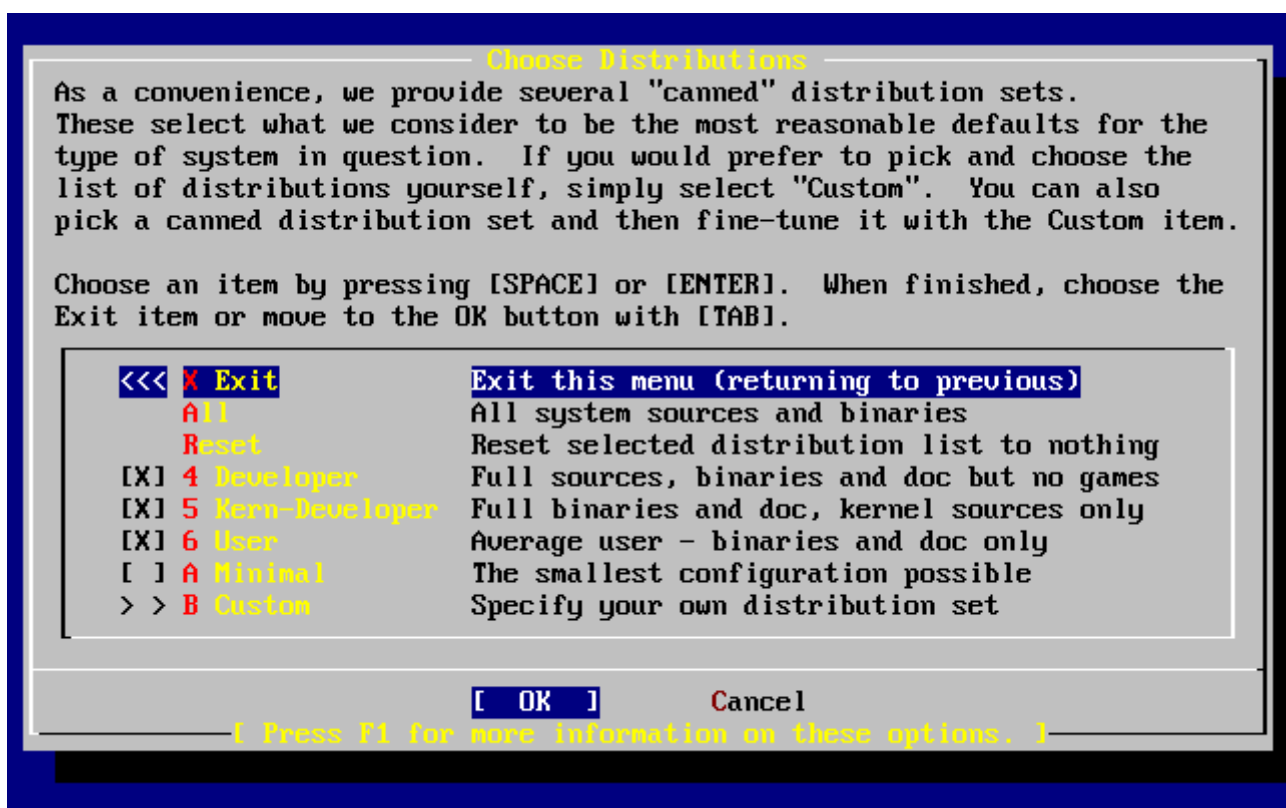 Choose Distributions
As a convenience, we provide several "canned" distribution sets.
These select what we consider to be the most reasonable defaults for the
type of system in question.  If you would prefer to pick and choose the
list of distributions yourself, simply select "Custom".  You can also
pick a canned distribution set and then fine-tune it with the Custom item.
Choose an item by pressing [SPACE] or [ENTER].  When finished, choose the
Exit item or move to the OK button with [TAB].
<<< X Exit Exit this menu (returning to previous)
All All system sources and binaries
Reset Reset selected distribution list to nothing
[X] 4 Developer Full sources, binaries and doc but no games
[X] 5 Kern-Developer Full binaries and doc, kernel sources only
[X] 6 User Average user - binaries and doc only
[ ] A Minimal The smallest configuration possible
> > B Custom Specify your own distribution set
[ OK ] Cancel
[ Press F1 for more information on these options. ]